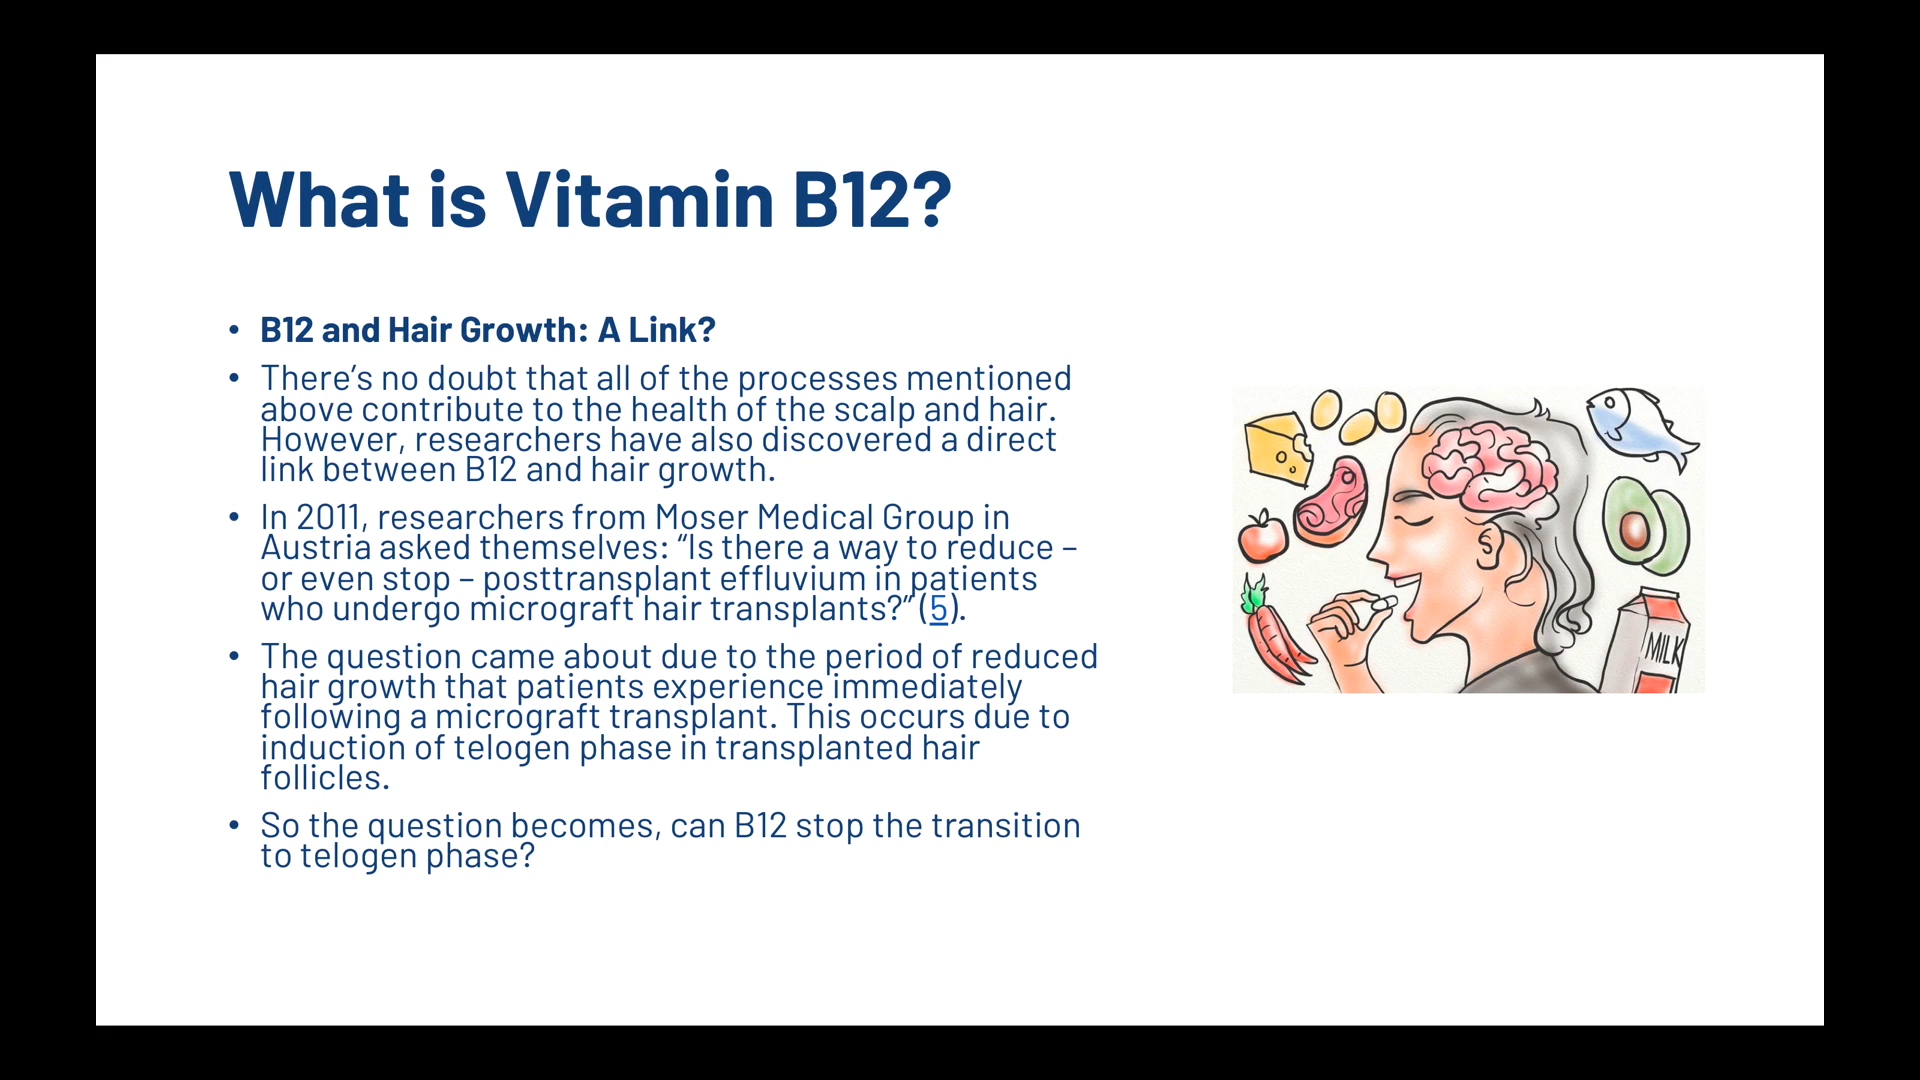 What is Vitamin B12?
• B12 and Hair Growth: A Link?
• There’s no doubt that all of the processes mentioned
above contribute to the health of the scalp and hair.
However, researchers have also discovered a direct
link between B12 and hair growth.
• In 2011, researchers from Moser Medical Group in
Austria asked themselves: “Is there a way to reduce –
or even stop – posttransplant effluvium in patients
who undergo micrograft hair transplants?” (5).
• The question came about due to the period of reduced
hair growth that patients experience immediately
following a micrograft transplant. This occurs due to
induction of telogen phase in transplanted hair
follicles.
• So the question becomes, can B12 stop the transition
to telogen phase?
MILK